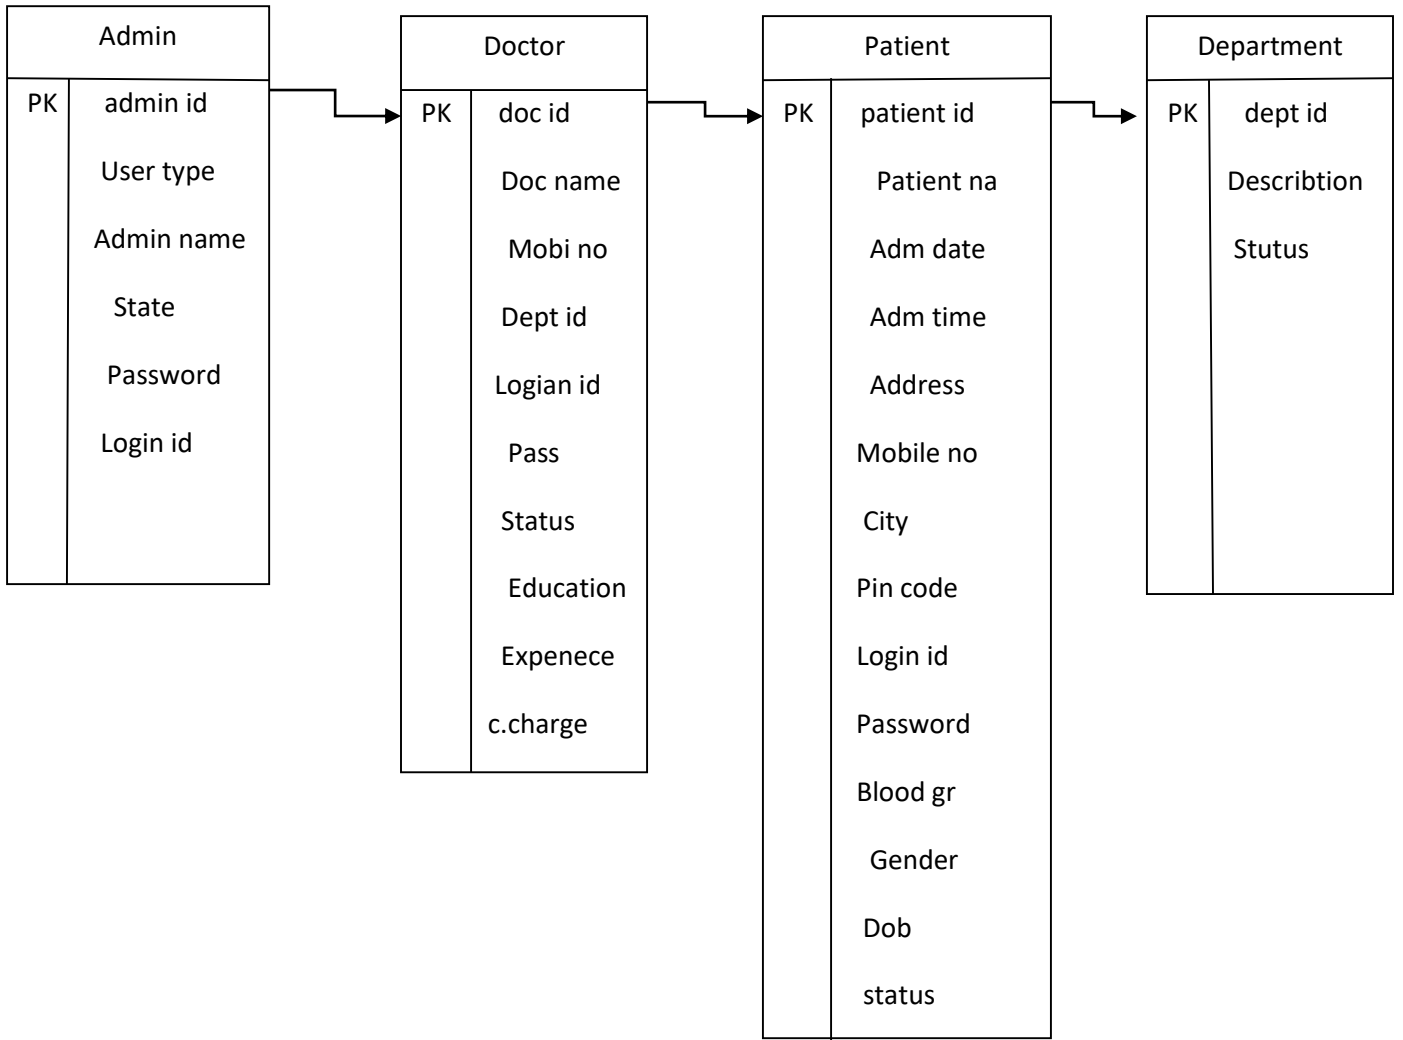 Admin
PK admin id
User type
Admin name
State
Password
Login id
Doctor
PK doc id
Doc name
Mobi no
Dept id
Logian id
Pass
Status
Education
Expenece
c.charge
Patient
PK patient id
Patient na
Adm date
Adm time
Address
Mobile no
City
Pin code
Login id
Password
Blood gr
Gender
Dob
status
Department
PK dept id
Describtion
Stutus